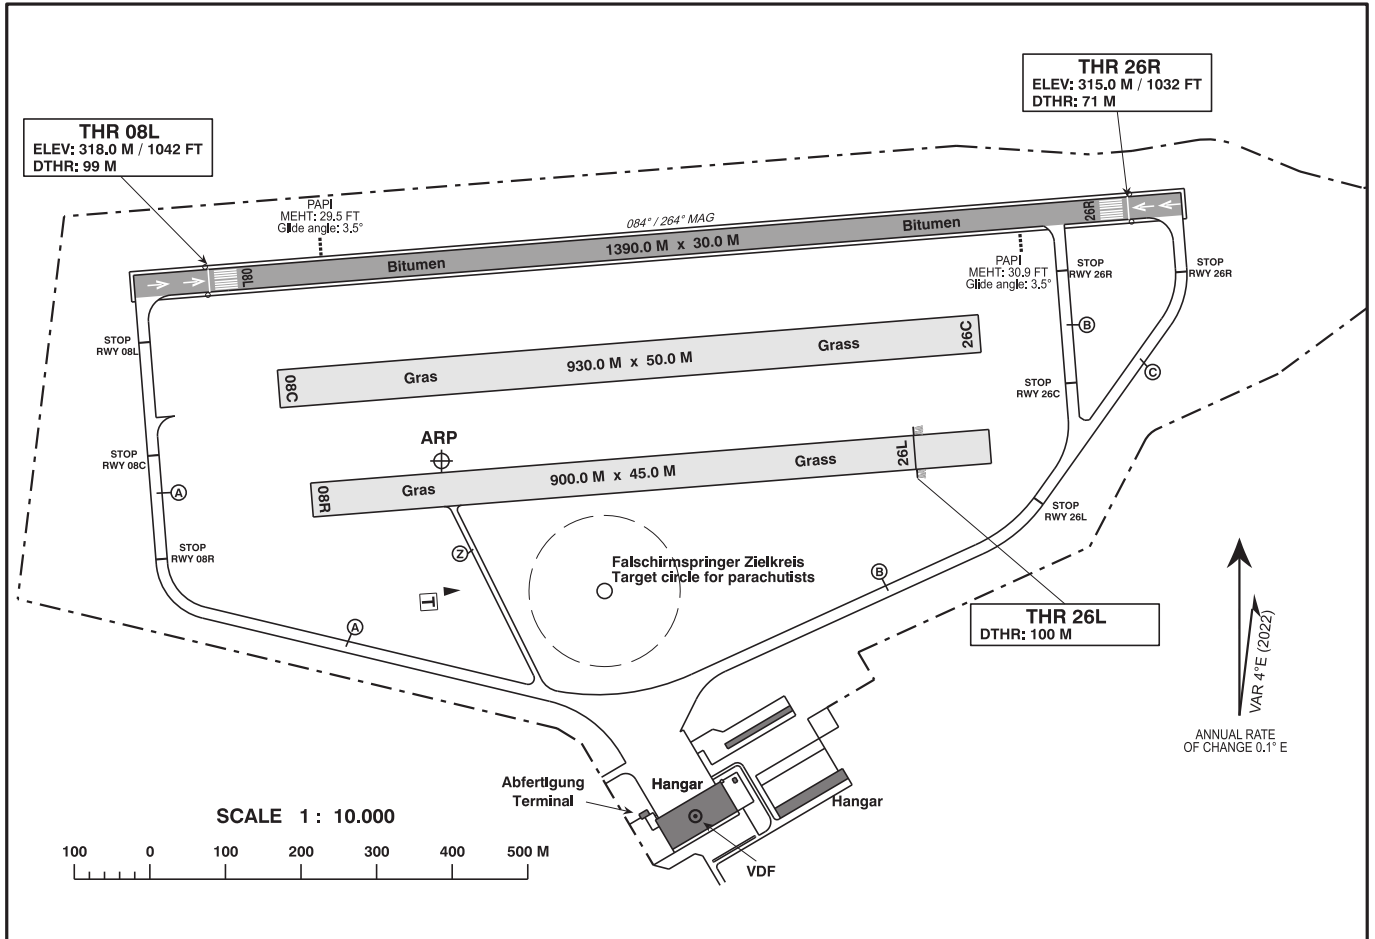 THR 26R
ELEV: 315.0 M / 1032 FT
DTHR: 71 M
THR 08L
ELEV: 318.0 M / 1042 FT
DTHR: 99 M
PAPI
MEHT: 29.5 FT
Glide angle: 3.5°
084° / 264° MAG
26R
Bitumen
1390.0 M x 30.0 M
Bitumen
08L
PAPI
MEHT: 30.9 FT
Glide angle: 3.5°
STOP
RWY 26R
STOP
RWY 26R
STOP
RWY 08L
B
26C
Grass
930.0 M x 50.0 M
Gras
08C
C
STOP
RWY 26C
ARP
STOP
RWY 08C
26L
Grass
900.0 M x 45.0 M
Gras
08R
A
STOP
RWY 26L
STOP
RWY 08R
Z
Falschirmspringer Zielkreis
Target circle for parachutists
B
T
A
THR 26L
DTHR: 100 M
VAR 4°E (2022)
ANNUAL RATE
OF CHANGE 0.1° E
Abfertigung
Terminal
Hangar
Hangar
VDF
SCALE 1 : 10.000
100 0 100 200 300 400 500 M